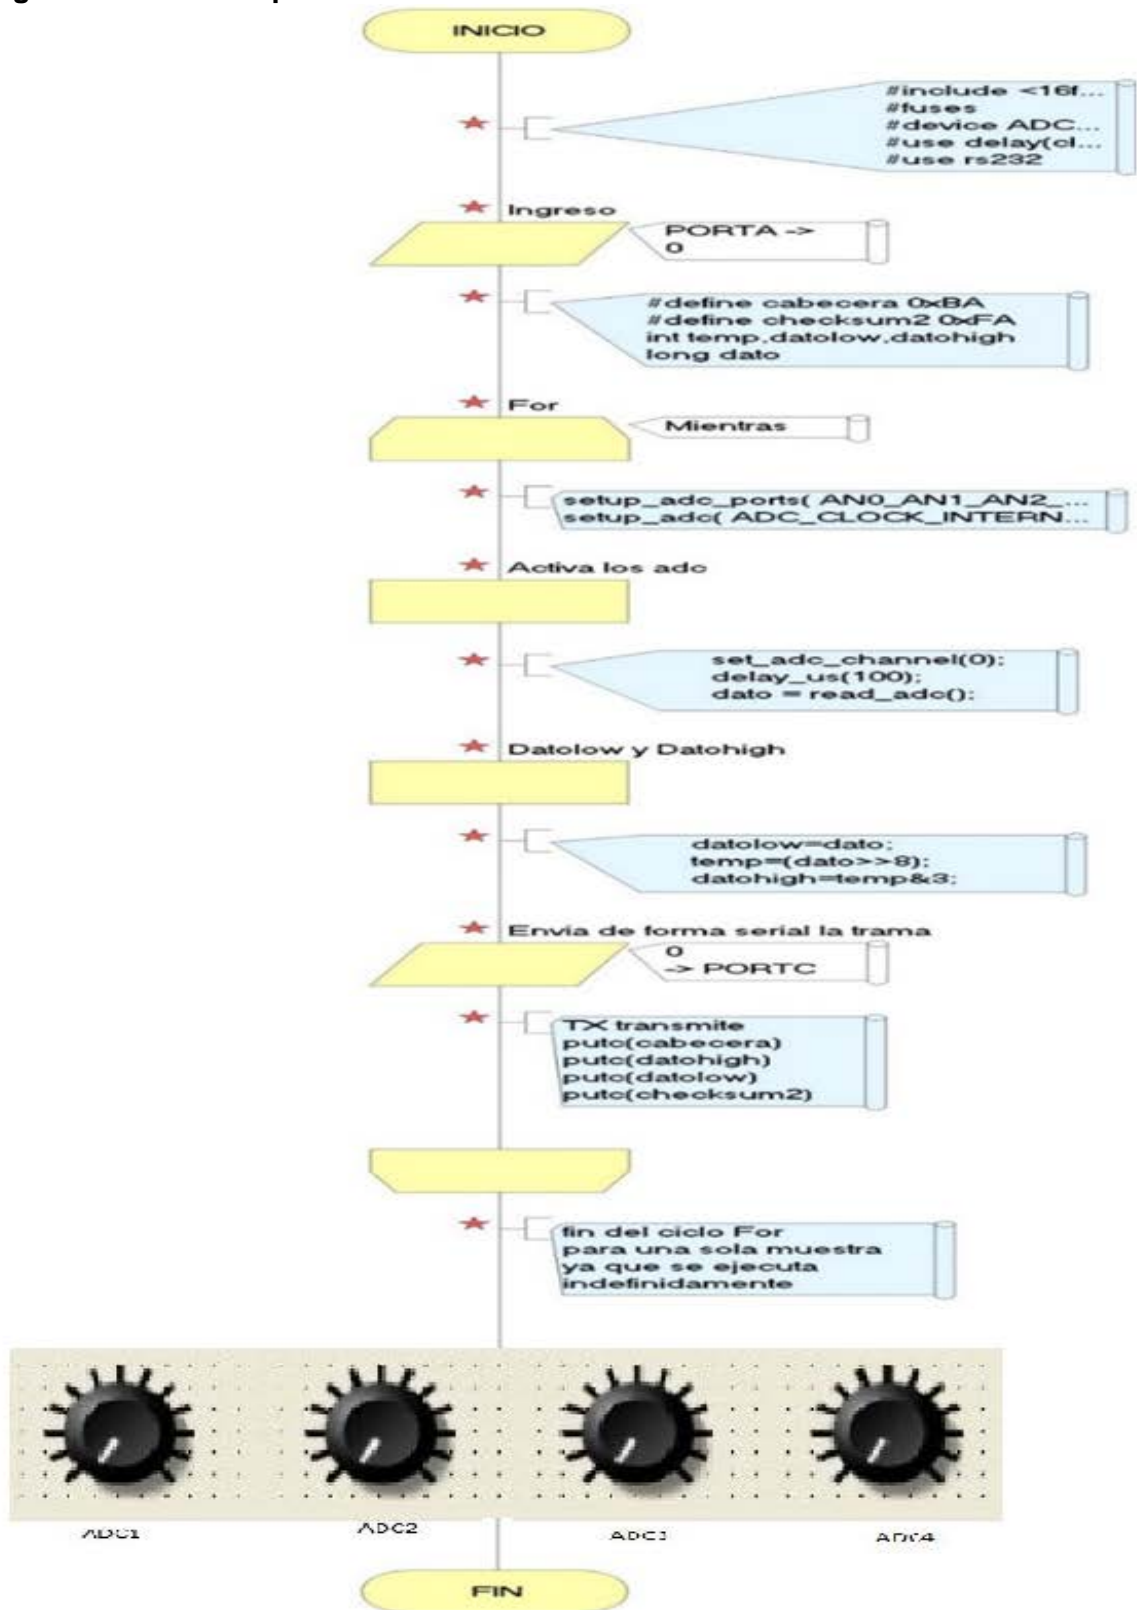 INICIO
#include <16f...
#fuses
#device ADC...
#use delay(cl...
#use rs232
Ingreso
PORTA ->
0
#define cabecera 0xBA
#define checksum2 0xFA
int temp,datolow,datohigh
long dato
For
Mientras
setup_adc_ports( AN0_AN1_AN2_...
setup_adc( ADC_CLOCK_INTERN...
Activa los adc
set_adc_channel(0);
delay_us(100);
dato = read_adc();
Datolow y Datohigh
datolow=dato;
temp=(dato>>8);
datohigh=temp&3;
Envia de forma serial la trama
0
-> PORTC
TX transmite
putc(cabecera)
putc(datohigh)
putc(datolow)
putc(checksum2)
fin del ciclo For
para una sola muestra
ya que se ejecuta
indefinidamente
ADC1 ADC2 ADC3 ADC4
FIN